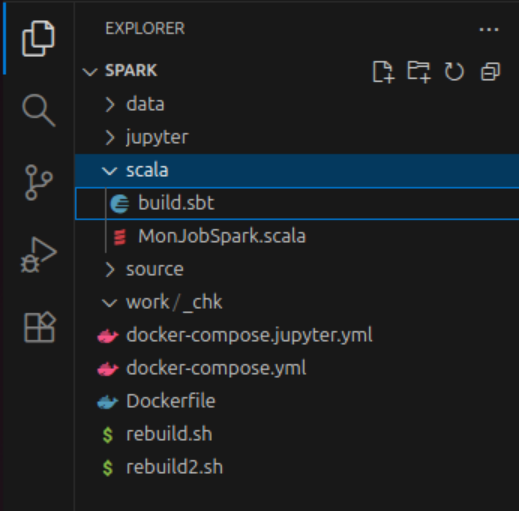 EXPLORER
SPARK
data
jupyter
scala
build.sbt
MonJobSpark.scala
source
work/_chk
docker-compose.jupyter.yml
docker-compose.yml
Dockerfile
$ rebuild.sh
$ rebuild2.sh